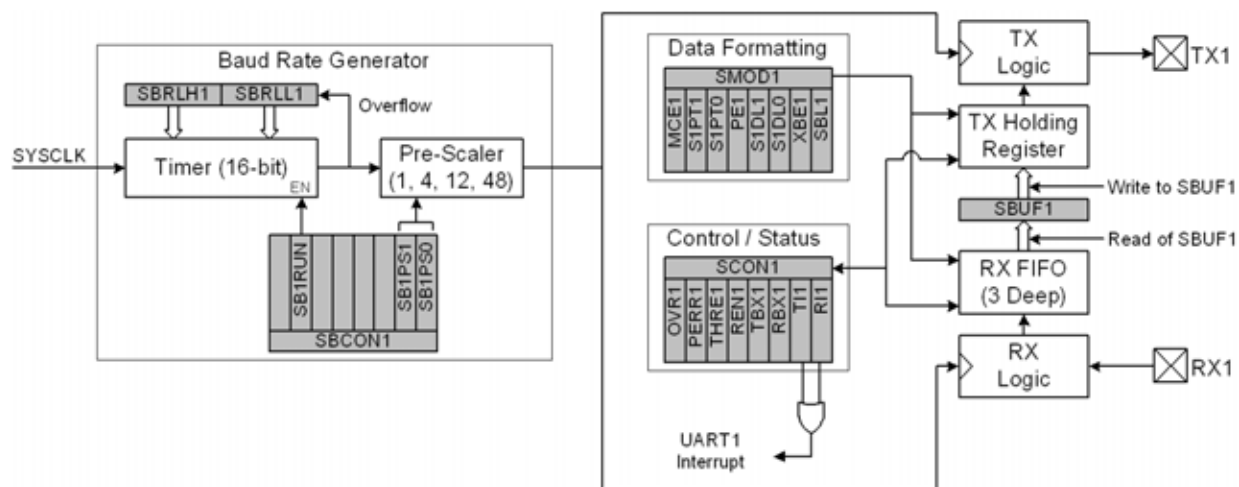 Baud Rate Generator
SBRLH1 SBRLL1
Overflow
SYSCLK
Timer (16-bit)
EN
Pre-Scaler
(1, 4, 12, 48)
SB1RUN
SB1PS1
SB1PS0
SBCON1
Data Formatting
SMOD1
MCE1
S1PT1
S1PT0
PE1
S1DL1
S1DL0
XBE1
SBL1
Control / Status
SCON1
OVR1
PERR1
THRE1
REN1
TBX1
RBX1
TI1
RI1
UART1
Interrupt
TX
Logic
TX1
TX Holding
Register
Write to SBUF1
SBUF1
Read of SBUF1
RX FIFO
(3 Deep)
RX
Logic
RX1